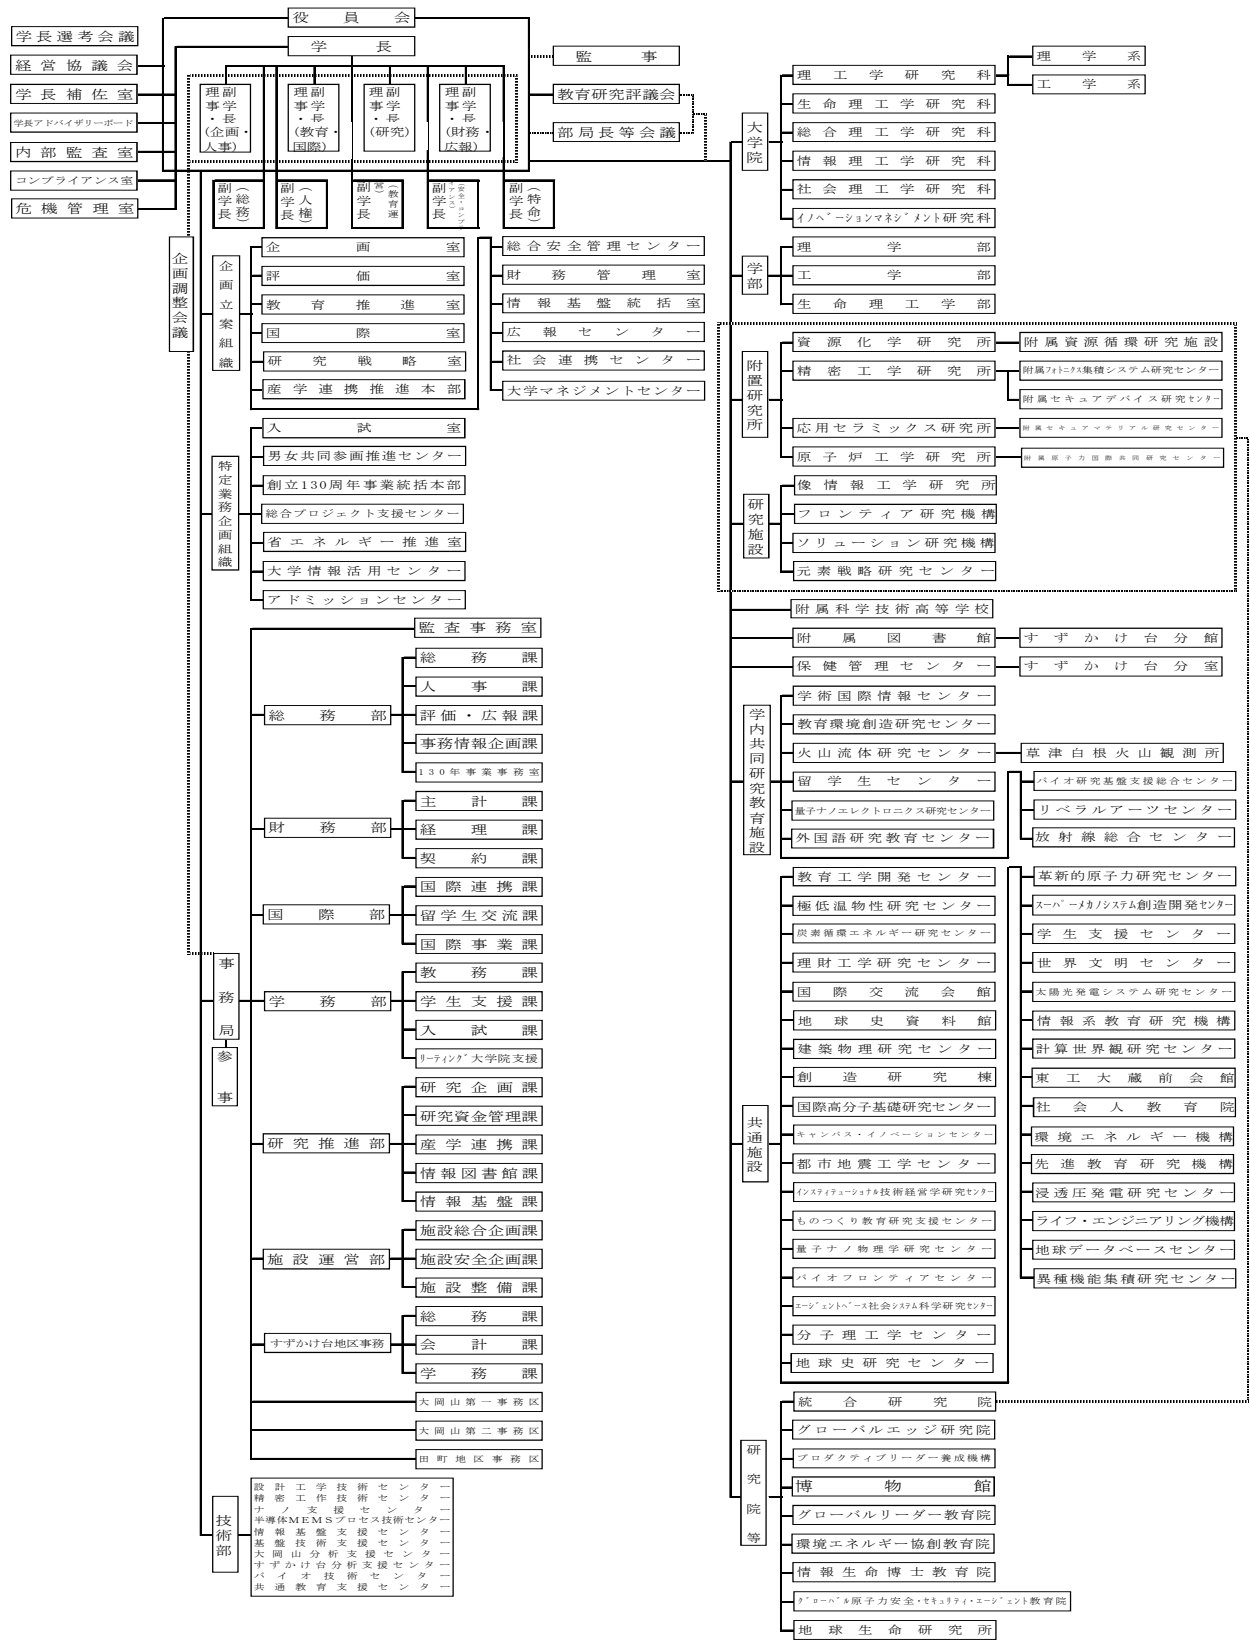 役員会
学長
学長選考会議
経営協議会
学長補佐室
学長アドバイザリーボード
内部監査室
コンプライアンス室
危機管理室
監事
教育研究評議会
部局長等会議
理事・副学長(企画・人事)
理事・副学長(教育・国際)
理事・副学長(研究)
理事・副学長(財務・広報)
副学長(総務)
副学長(人権)
副学長(教育運営)
副学長
副学長(特命)
企画調整会議
企画立案組織
企画室
評価室
教育推進室
国際室
研究戦略室
産学連携推進本部
総合安全管理センター
財務管理室
情報基盤統括室
広報センター
社会連携センター
大学マネジメントセンター
特定業務企画組織
入試室
男女共同参画推進センター
創立130周年事業統括本部
総合プロジェクト支援センター
省エネルギー推進室
大学情報活用センター
アドミッションセンター
事務局
参事
監査事務室
総務部
総務課
人事課
評価・広報課
事務情報企画課
130年事業事務室
財務部
主計課
経理課
契約課
国際部
国際連携課
留学生交流課
国際事業課
学務部
教務課
学生支援課
入試課
リーディング大学院支援
研究推進部
研究企画課
研究資金管理課
産学連携課
情報図書館課
情報基盤課
施設運営部
施設総合企画課
施設安全企画課
施設整備課
すずかけ台地区事務
総務課
会計課
学務課
大岡山第一事務区
大岡山第二事務区
田町地区事務区
技術部
設計工学技術センター
精密工作技術センター
ナノ支援センター
半導体MEMSプロセス技術センター
情報基盤支援センター
基盤技術支援センター
大岡山分析支援センター
すずかけ台分析支援センター
バイオ技術センター
共通教育支援センター
大学院
理工学研究科
理学系
工学系
生命理工学研究科
総合理工学研究科
情報理工学研究科
社会理工学研究科
イノベーションマネジメント研究科
学部
理学部
工学部
生命理工学部
附置研究所
資源化学研究所
附属資源循環研究施設
精密工学研究所
附属フォトニクス集積システム研究センター
附属セキュアデバイス研究センター
応用セラミックス研究所
附属セキュアマテリアル研究センター
原子炉工学研究所
附属原子力国際共同研究センター
研究施設
像情報工学研究所
フロンティア研究機構
ソリューション研究機構
元素戦略研究センター
附属科学技術高等学校
附属図書館
すずかけ台分館
保健管理センター
すずかけ台分室
学内共同研究教育施設
学術国際情報センター
教育環境創造研究センター
火山流体研究センター
草津白根火山観測所
留学生センター
量子ナノエレクトロニクス研究センター
外国語研究教育センター
バイオ研究基盤支援総合センター
リベラルアーツセンター
放射線総合センター
共通施設
教育工学開発センター
極低温物性研究センター
炭素循環エネルギー研究センター
理財工学研究センター
国際交流会館
地球史資料館
建築物理研究センター
創造研究棟
国際高分子基礎研究センター
キャンパス・イノベーションセンター
都市地震工学センター
インスティテューショナル技術経営学研究センター
ものつくり教育研究支援センター
量子ナノ物理学研究センター
バイオフロンティアセンター
エージェントベース社会システム科学研究センター
分子理工学センター
地球史研究センター
革新的原子力研究センター
スーパーメカノシステム創造開発センター
学生支援センター
世界文明センター
太陽光発電システム研究センター
情報系教育研究機構
計算世界観研究センター
東工大蔵前会館
社会人教育院
環境エネルギー機構
先進教育研究機構
浸透圧発電研究センター
ライフ・エンジニアリング機構
地球データベースセンター
異種機能集積研究センター
研究院等
統合研究院
グローバルエッジ研究院
プロダクティブリーダー養成機構
博物館
グローバルリーダー教育院
環境エネルギー協創教育院
情報生命博士教育院
グローバル原子力安全・セキュリティ・エージェント教育院
地球生命研究所